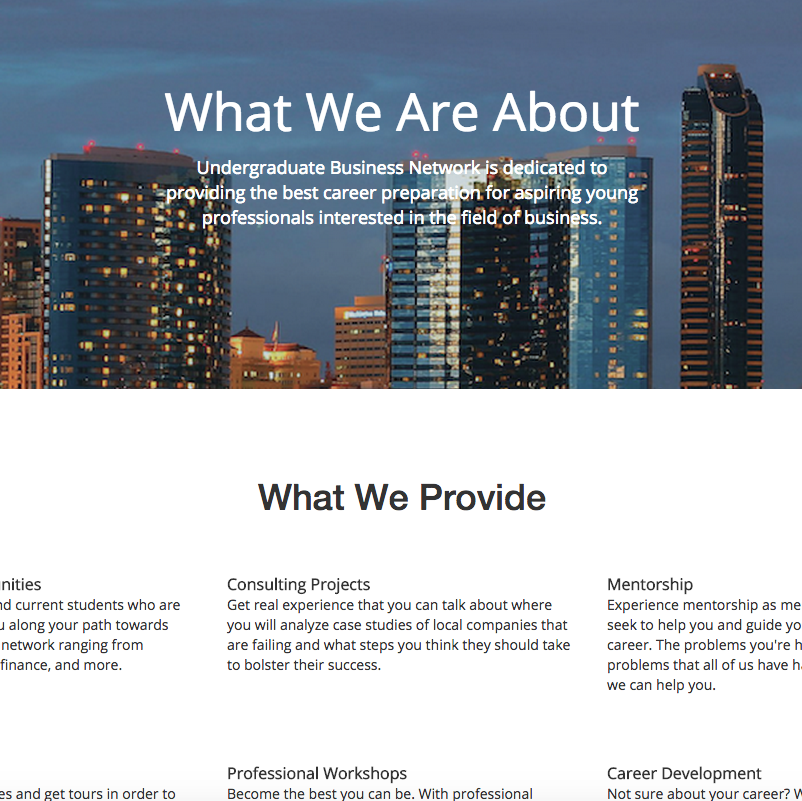 What We Are About
Undergraduate Business Network is dedicated to
providing the best career preparation for aspiring young
professionals interested in the field of business.
What We Provide
nities
nd current students who are
u along your path towards
network ranging from
finance, and more.
Consulting Projects
Get real experience that you can talk about where
you will analyze case studies of local companies that
are failing and what steps you think they should take
to bolster their success.
Mentorship
Experience mentorship as me
seek to help you and guide yo
career. The problems you're h
problems that all of us have ha
we can help you.
es and get tours in order to
Professional Workshops
Become the best you can be. With professional
Career Development
Not sure about your career? W